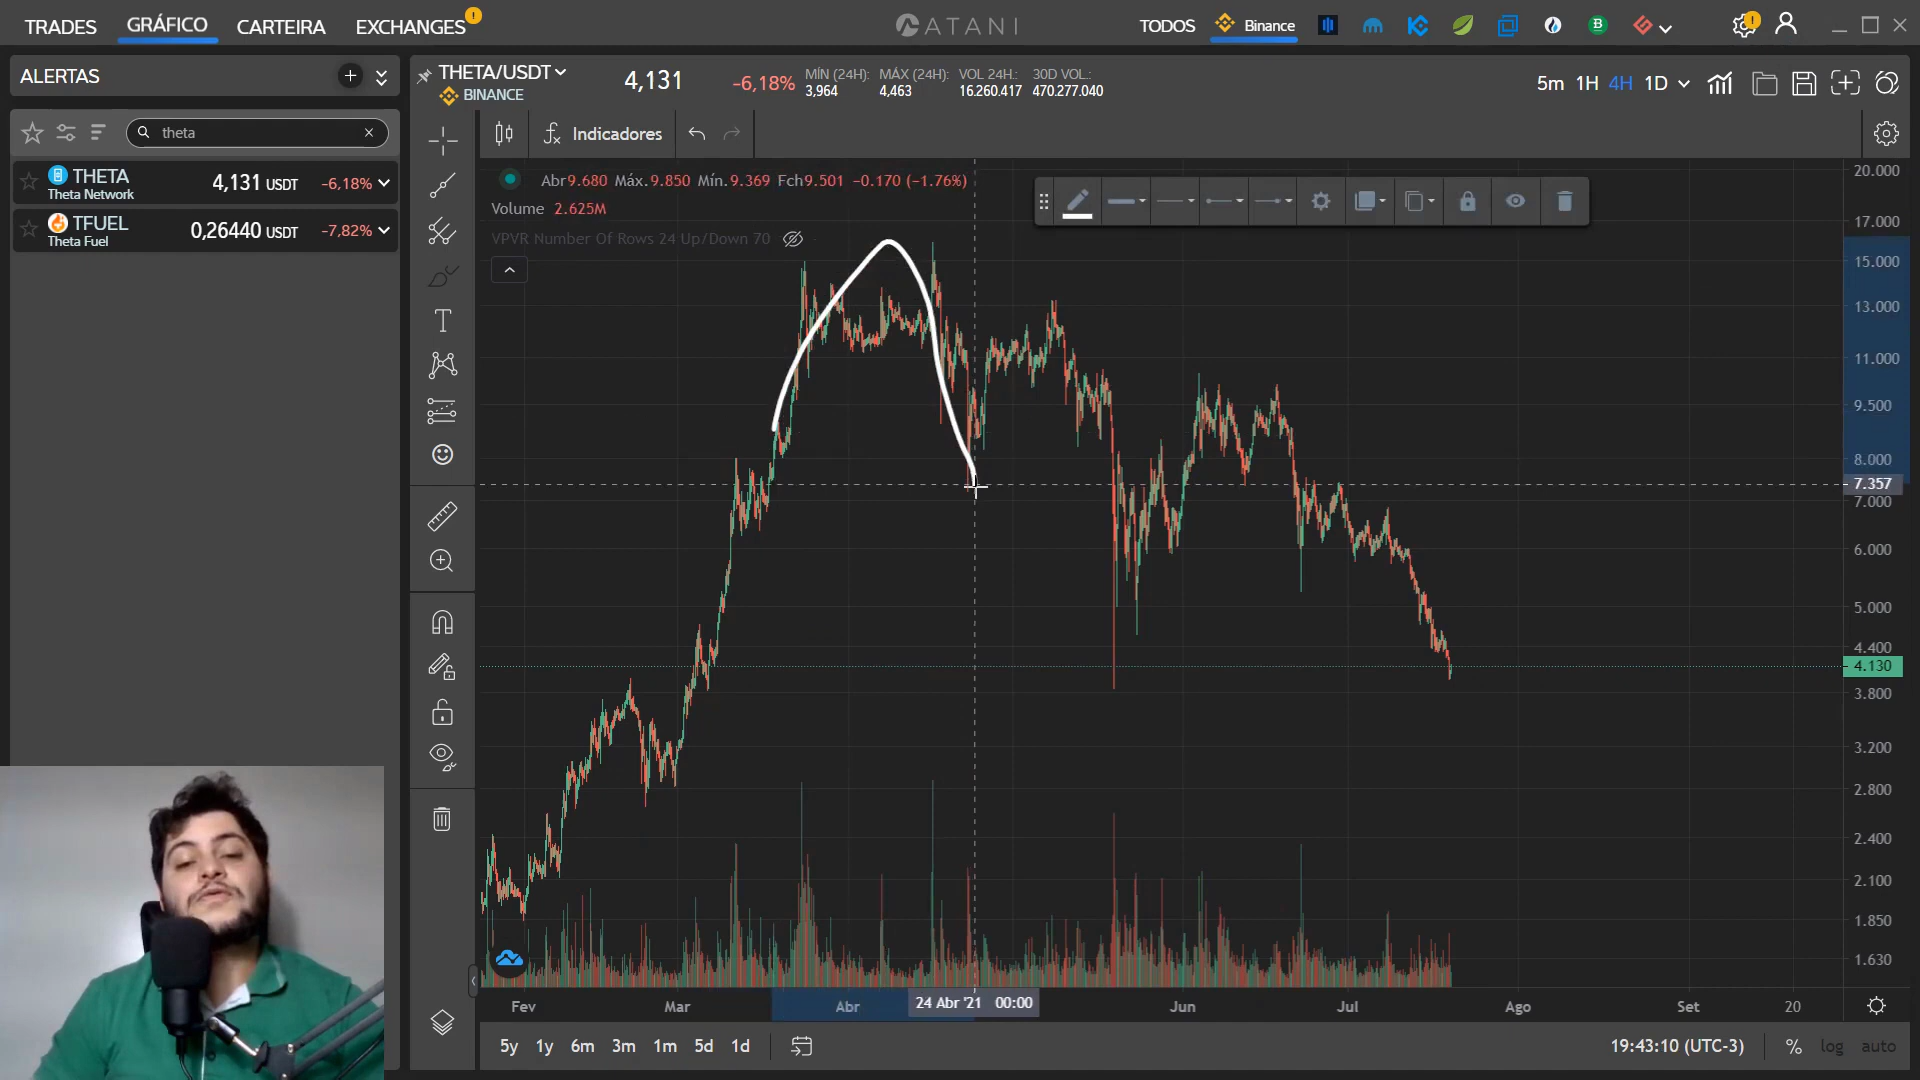 TRADES GRÁFICO CARTEIRA EXCHANGES ! ATANI TODOS Binance B !
ALERTAS
theta
THETA 4,131 USDT -6,18%
Theta Network
TFUEL 0,26440 USDT -7,82%
Theta Fuel
THETA/USDT 4,131 -6,18% MÍN (24H): MÁX (24H): VOL 24H.: 30D VOL.: 5m 1H 4H 1D
BINANCE 3,964 4,463 16.260.417 470.277.040
Indicadores
Abr9.680 Máx.9.850 Mín.9.369 Fch9.501 -0.170 (-1.76%)
Volume 2.625M
VPVR Number Of Rows 24 Up/Down 70
20.000
17.000
15.000
13.000
11.000
9.500
8.000
7.357
7.000
6.000
5.000
4.400
4.130
3.800
3.200
2.800
2.400
2.100
1.850
1.630
Fev Mar Abr 24 Abr '21 00:00 Jun Jul Ago Set 20
5y 1y 6m 3m 1m 5d 1d 19:43:10 (UTC-3) % log auto